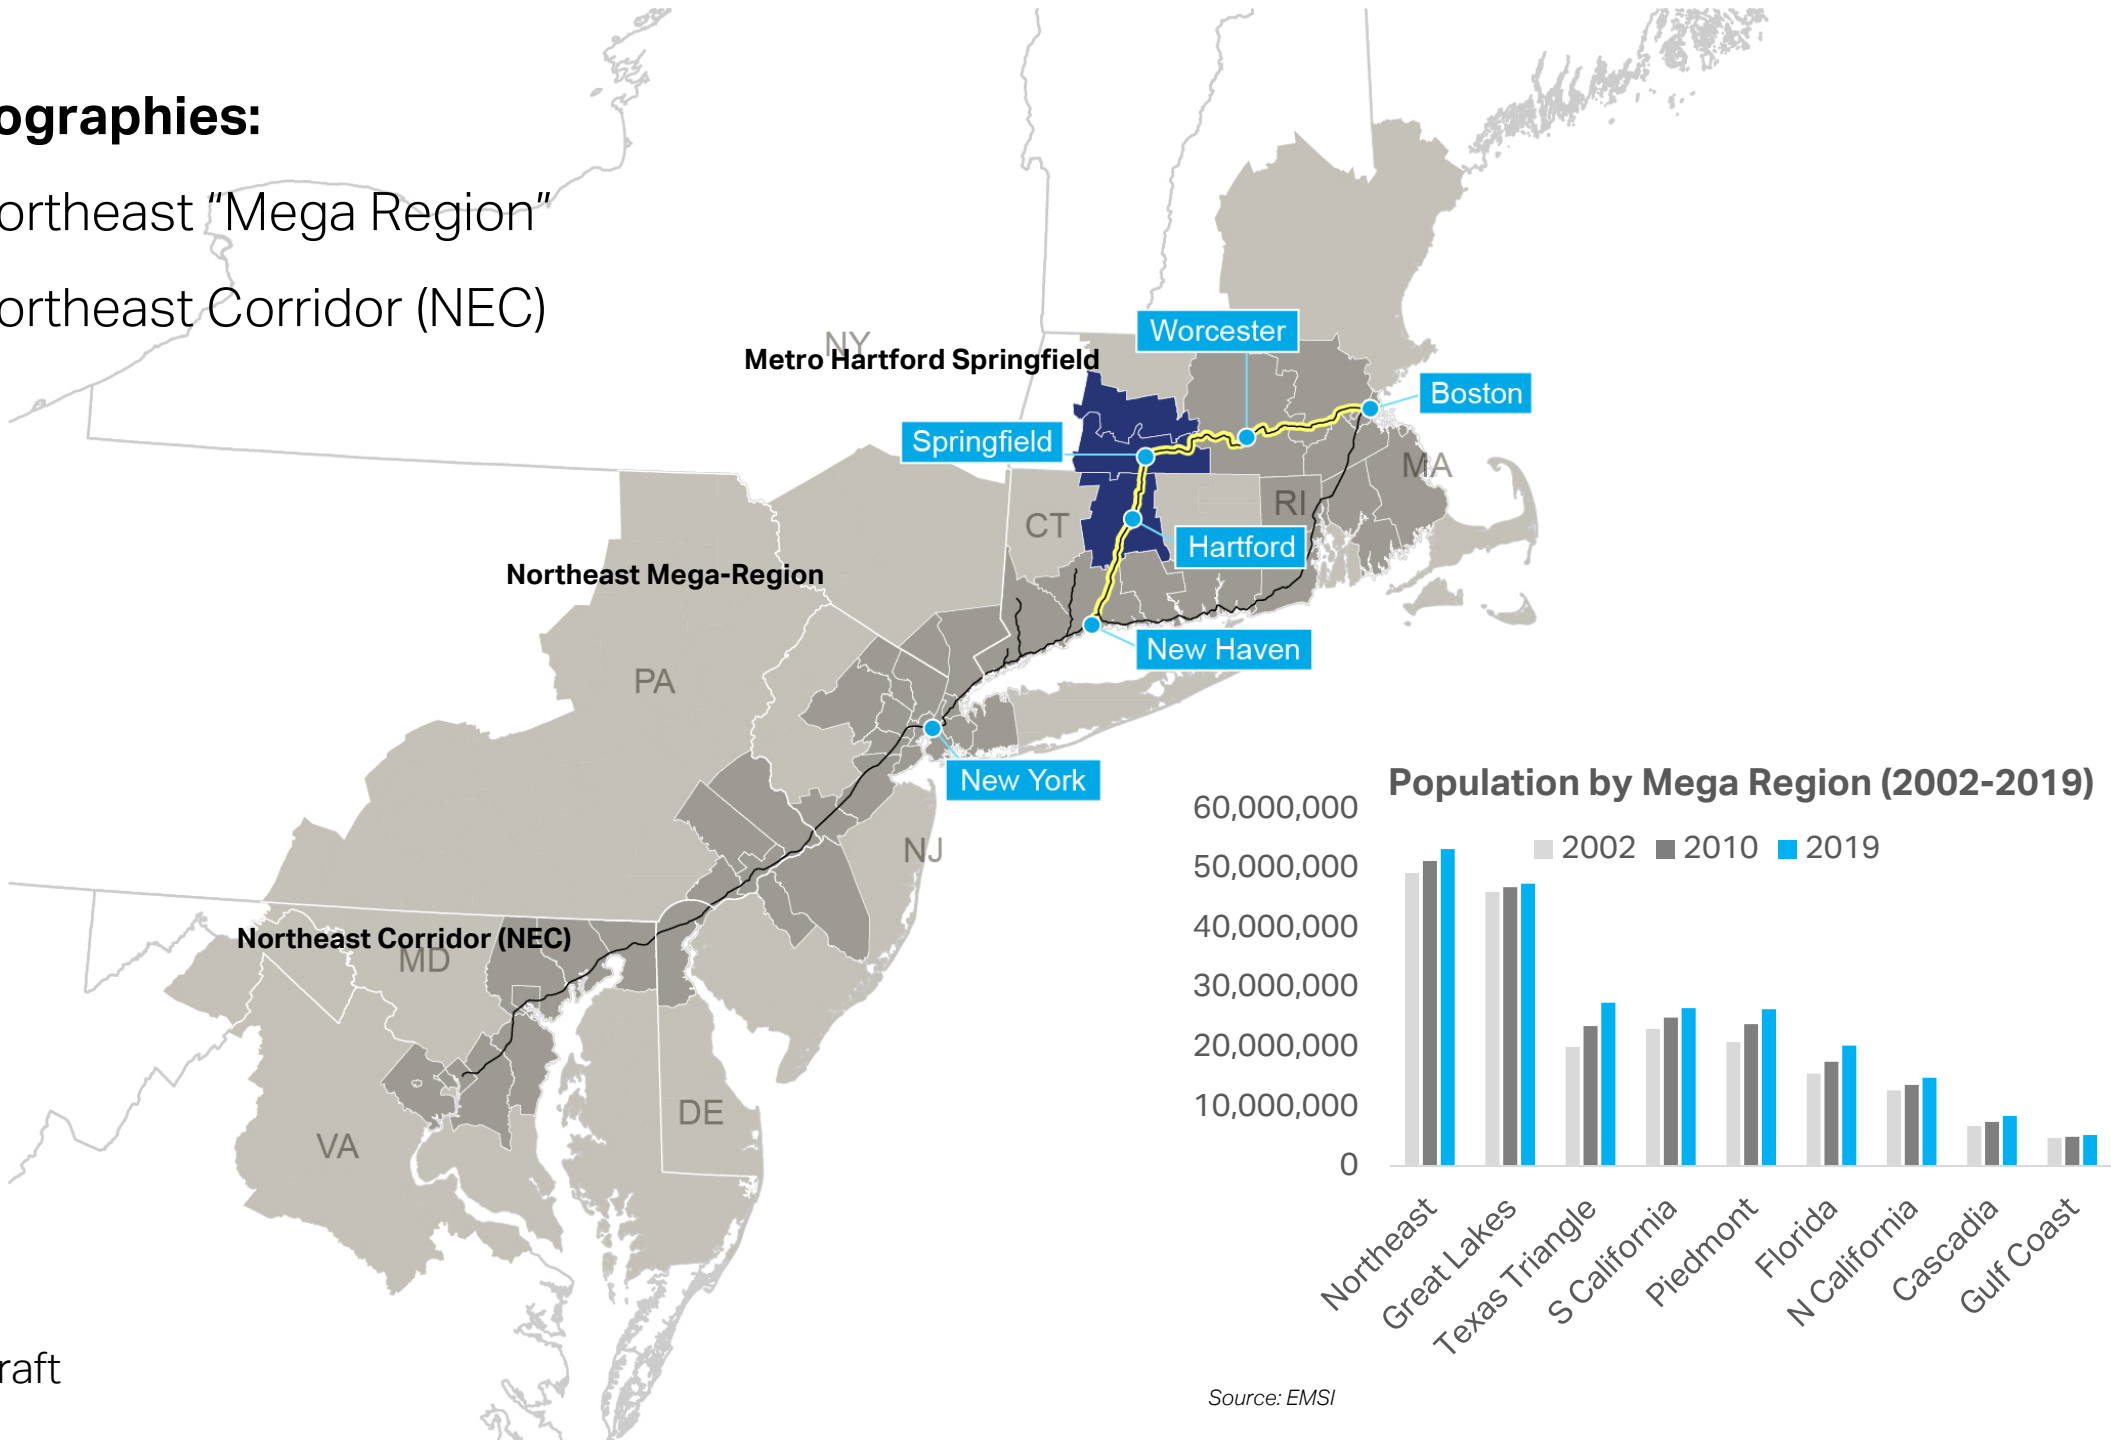 ographies:
ortheast “Mega Region”
ortheast Corridor (NEC)
NY
Metro Hartford Springfield
Worcester
Boston
Springfield
MA
RI
CT
Hartford
Northeast Mega-Region
New Haven
PA
New York
NJ
Northeast Corridor (NEC)
MD
DE
VA
Population by Mega Region (2002-2019)
2002 2010 2019
60,000,000
50,000,000
40,000,000
30,000,000
20,000,000
10,000,000
0
Northeast
Great Lakes
Texas Triangle
S California
Piedmont
Florida
N California
Cascadia
Gulf Coast
raft
Source: EMSI